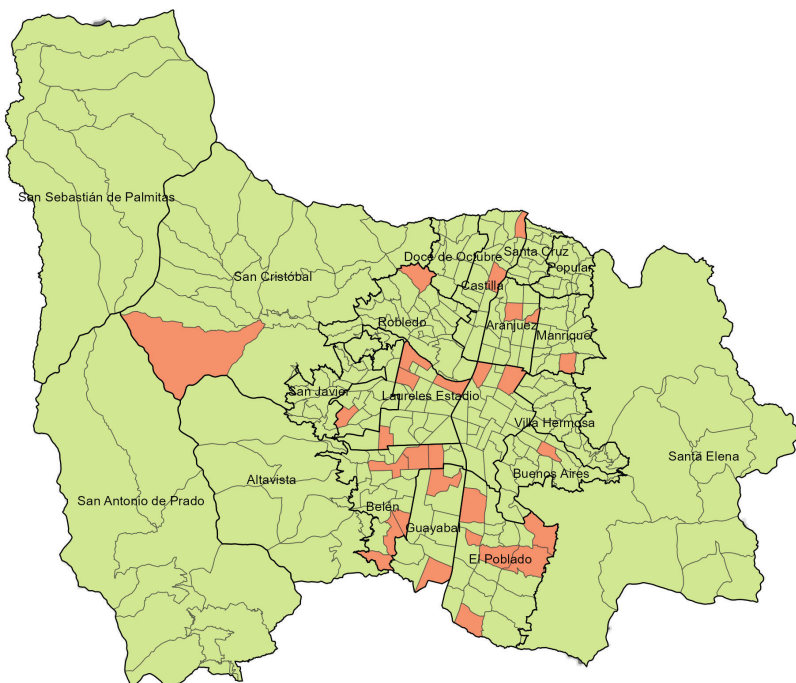 San Sebastián de Palmitas
Doce de Octubre
Santa Cruz
Popular
San Cristóbal
Castilla
Robledo
Aranjuez
Manrique
San Javier
Laureles Estadio
Villa Hermosa
Santa Elena
Buenos Aires
Altavista
San Antonio de Prado
Belén
Guayabal
El Poblado